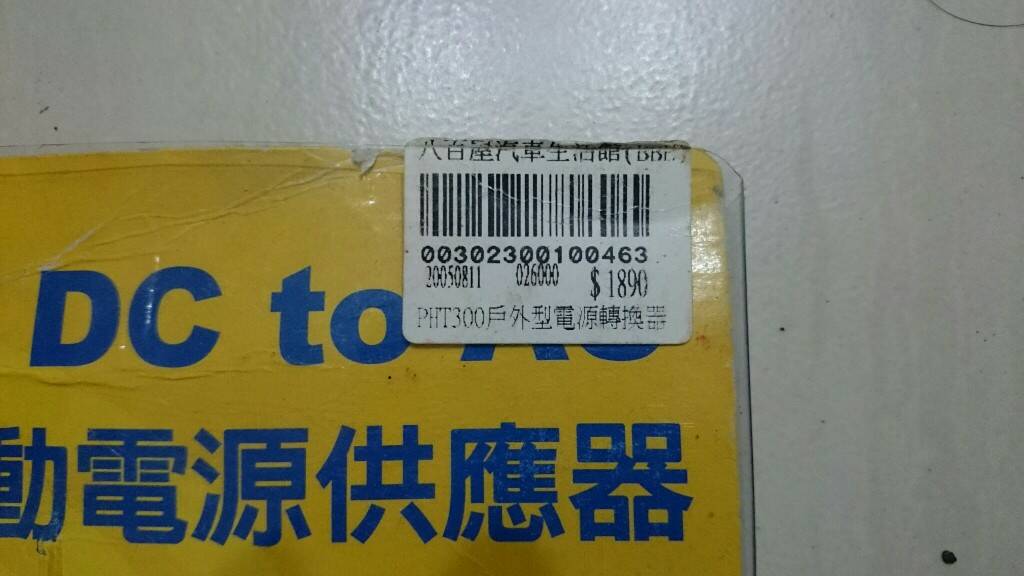 八百屋汽車生活館(BBE)
00302300100463
20050811 026000 $1890
PHT300戶外型電源轉換器
DC to AC
動電源供應器